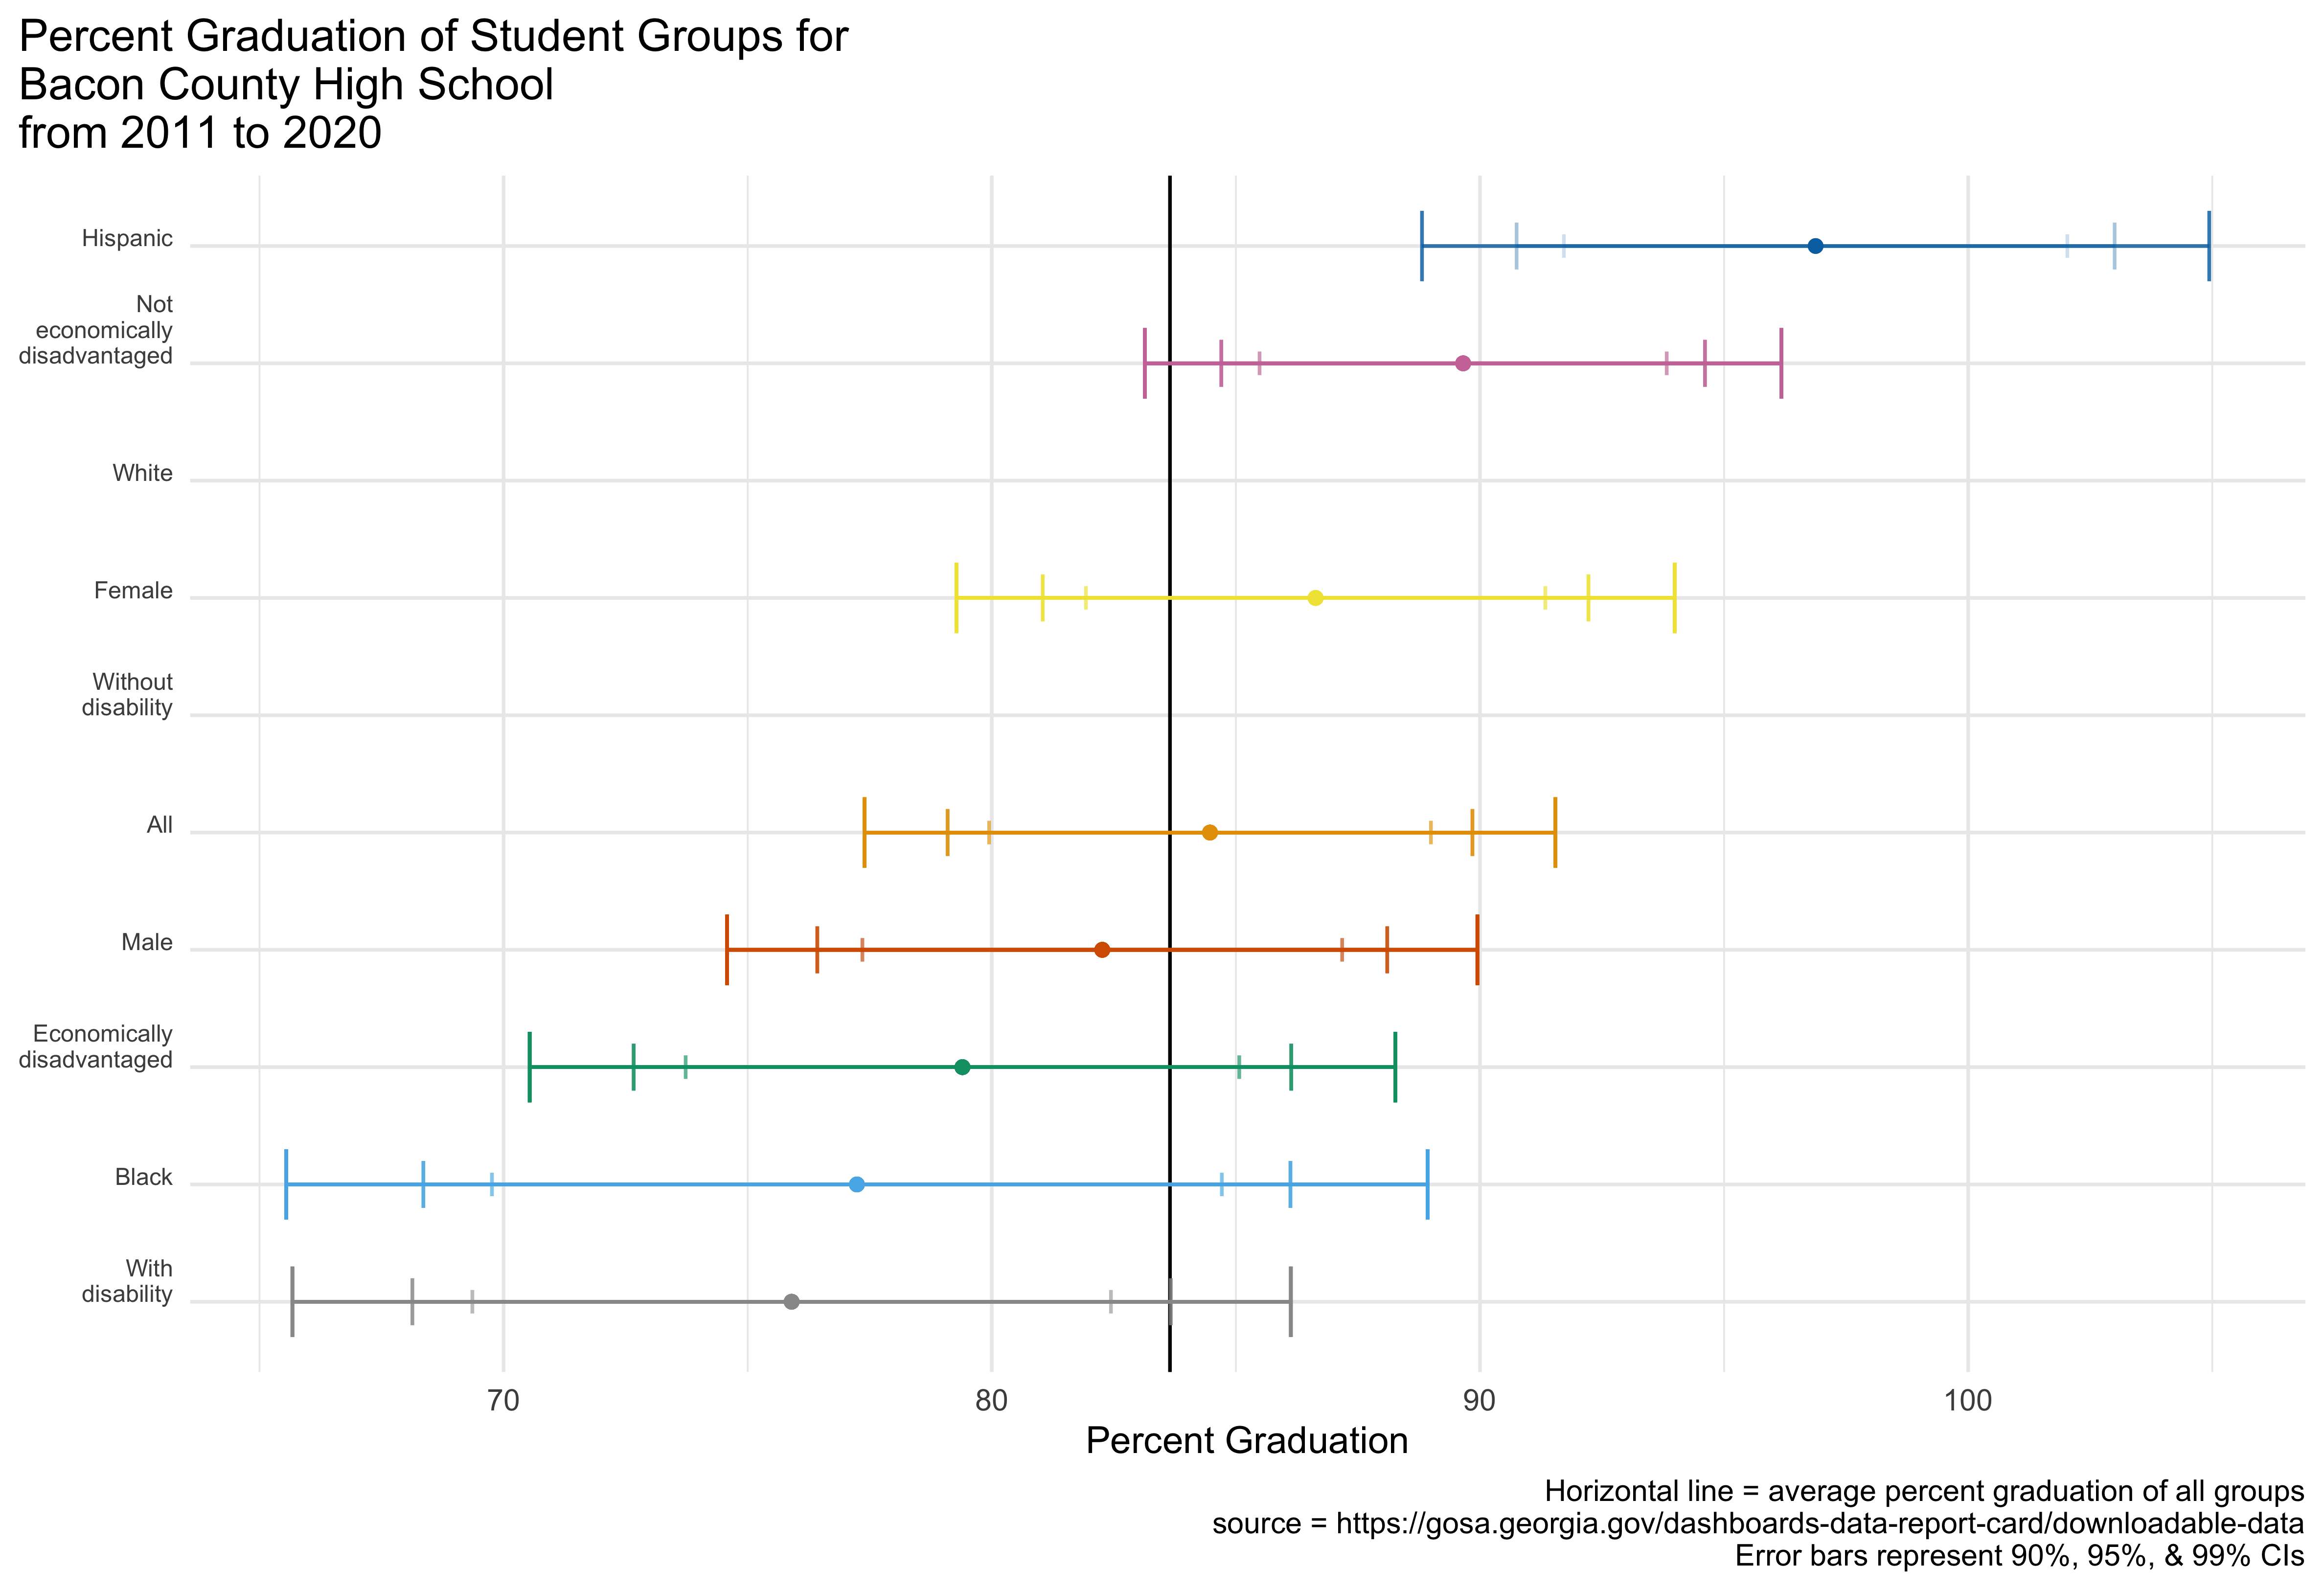 Percent Graduation of Student Groups for
Bacon County High School
from 2011 to 2020
Hispanic
Not
economically
disadvantaged
White
Female
Without
disability
All
Male
Economically
disadvantaged
Black
With
disability
70 80 90 100
Percent Graduation
Horizontal line = average percent graduation of all groups
source = https://gosa.georgia.gov/dashboards-data-report-card/downloadable-data
Error bars represent 90%, 95%, & 99% CIs